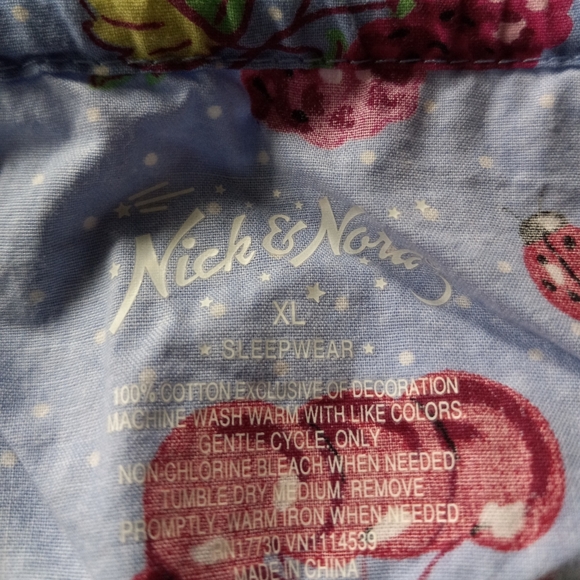 Nick & Nora
XL
SLEEPWEAR
100% COTTON EXCLUSIVE OF DECORATION
MACHINE WASH WARM WITH LIKE COLORS.
GENTLE CYCLE, ONLY
NON-CHLORINE BLEACH WHEN NEEDED.
TUMBLE DRY MEDIUM. REMOVE
PROMPTLY. WARM IRON WHEN NEEDED.
RN17730 VN1114539
MADE IN CHINA